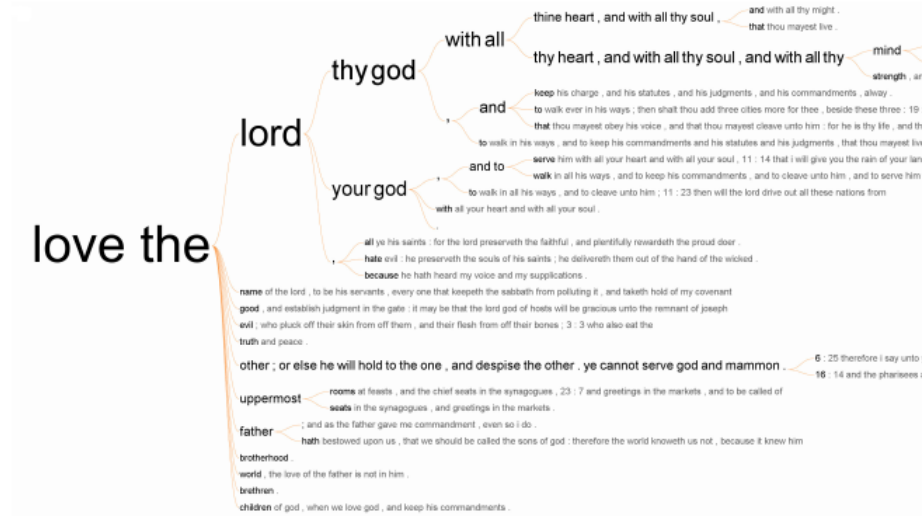 love the
lord
thy god
with all
thine heart , and with all thy soul ,
and with all thy might .
that thou mayest live .
thy heart , and with all thy soul , and with all thy
mind
strength , an
,
and
keep his charge , and his statutes , and his judgments , and his commandments , alway .
to walk ever in his ways ; then shalt thou add three cities more for thee , beside these three : 19
that thou mayest obey his voice , and that thou mayest cleave unto him : for he is thy life , and th
to walk in his ways , and to keep his commandments and his statutes and his judgments , that thou mayest live
your god
,
and to
serve him with all your heart and with all your soul , 11 : 14 that i will give you the rain of your lan
walk in all his ways , and to keep his commandments , and to cleave unto him , and to serve him
to walk in all his ways , and to cleave unto him ; 11 : 23 then will the lord drive out all these nations from
with all your heart and with all your soul .
.
,
all ye his saints : for the lord preserveth the faithful , and plentifully rewardeth the proud doer .
hate evil : he preserveth the souls of his saints ; he delivereth them out of the hand of the wicked .
because he hath heard my voice and my supplications .
name of the lord , to be his servants , every one that keepeth the sabbath from polluting it , and taketh hold of my covenant
good , and establish judgment in the gate : it may be that the lord god of hosts will be gracious unto the remnant of joseph
evil ; who pluck off their skin from off them , and their flesh from off their bones ; 3 : 3 who also eat the
truth and peace .
other ; or else he will hold to the one , and despise the other . ye cannot serve god and mammon .
6 : 25 therefore i say unto
16 : 14 and the pharisees a
uppermost
rooms at feasts , and the chief seats in the synagogues , 23 : 7 and greetings in the markets , and to be called of
seats in the synagogues , and greetings in the markets .
father
; and as the father gave me commandment , even so i do .
hath bestowed upon us , that we should be called the sons of god : therefore the world knoweth us not , because it knew him
brotherhood .
world , the love of the father is not in him .
brethren .
children of god , when we love god , and keep his commandments .